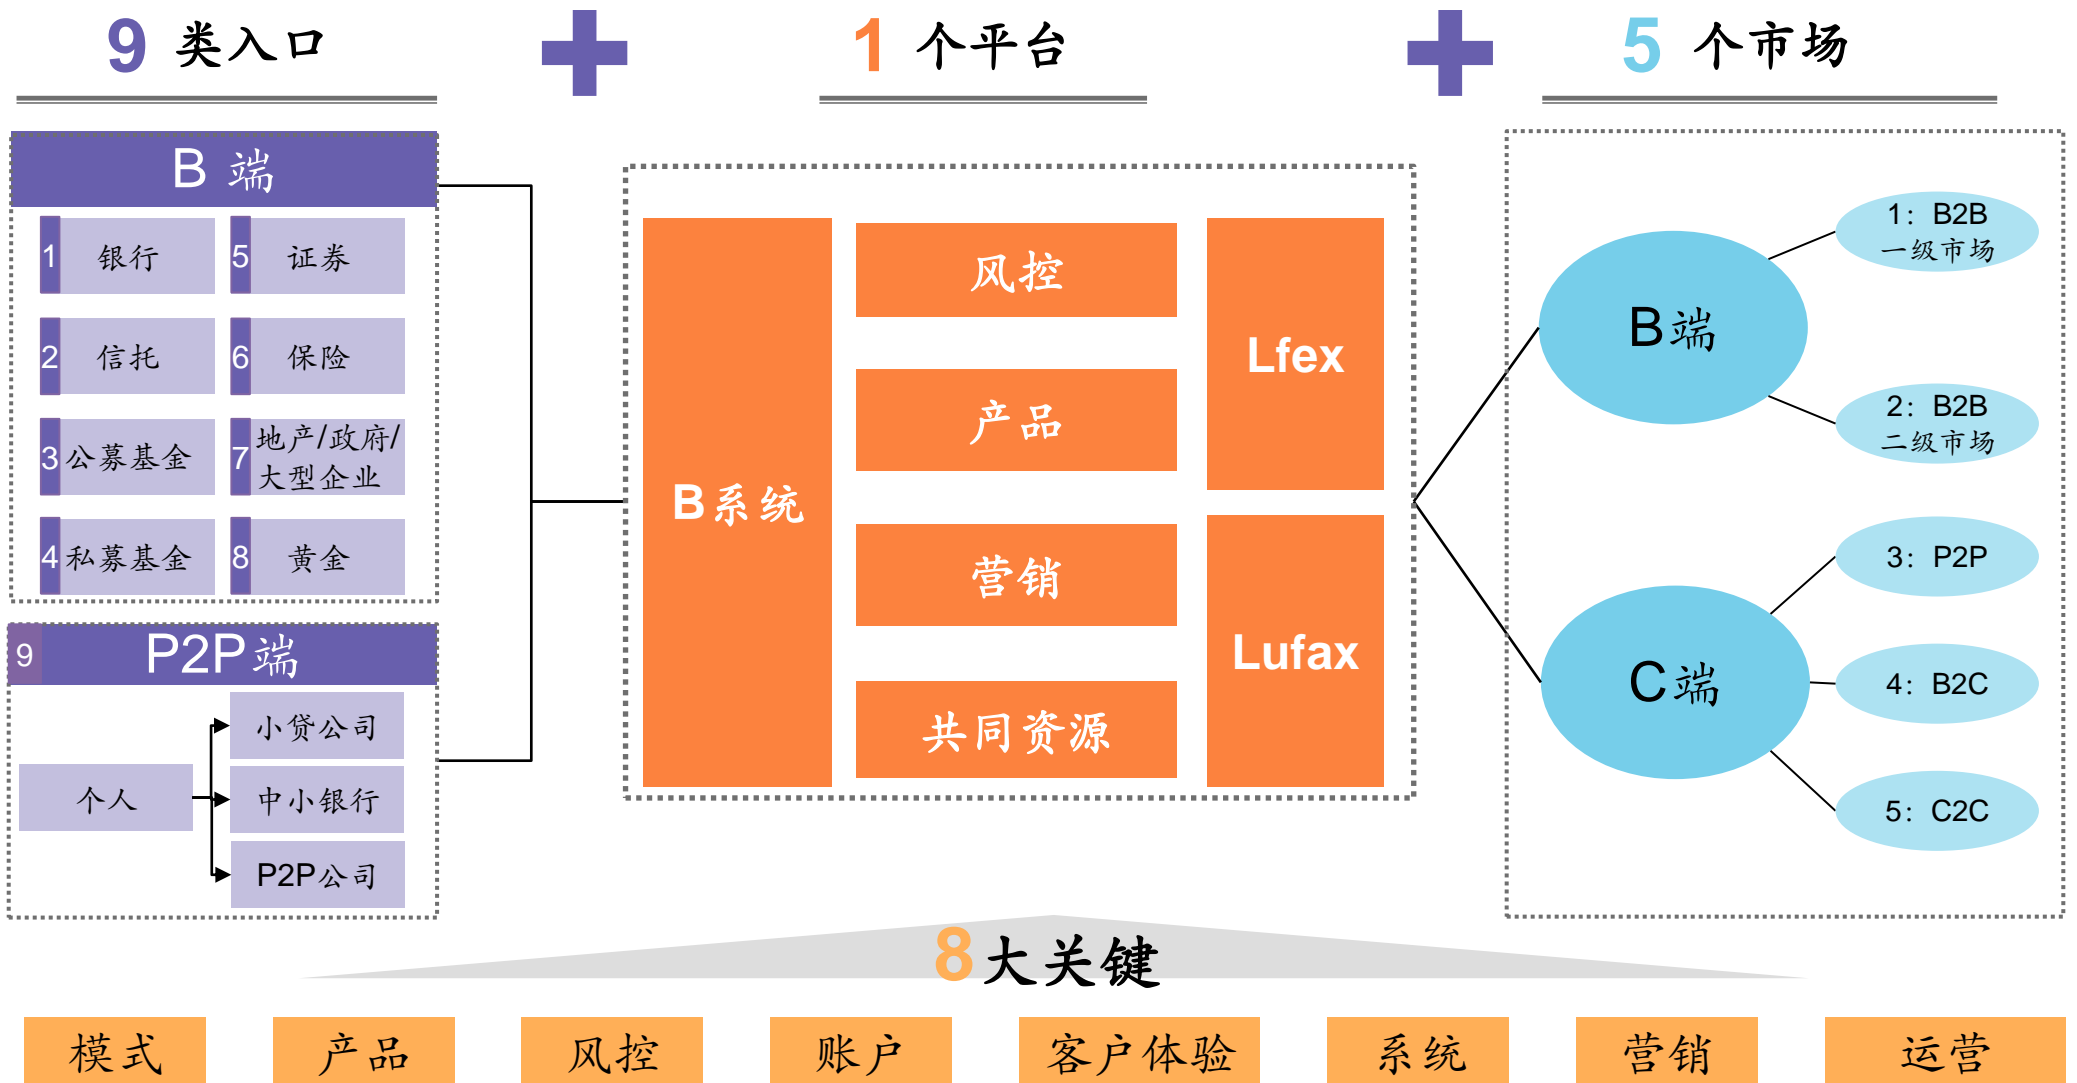 9 类入口
1 个平台
5 个市场
B 端
1 银行
5 证券
2 信托
6 保险
3 公募基金
7 地产/政府/
大型企业
4 私募基金
8 黄金
9 P2P端
个人
小贷公司
中小银行
P2P公司
B系统
风控
产品
营销
共同资源
Lfex
Lufax
B端
1：B2B
一级市场
2：B2B
二级市场
C端
3：P2P
4：B2C
5：C2C
8大关键
模式
产品
风控
账户
客户体验
系统
营销
运营